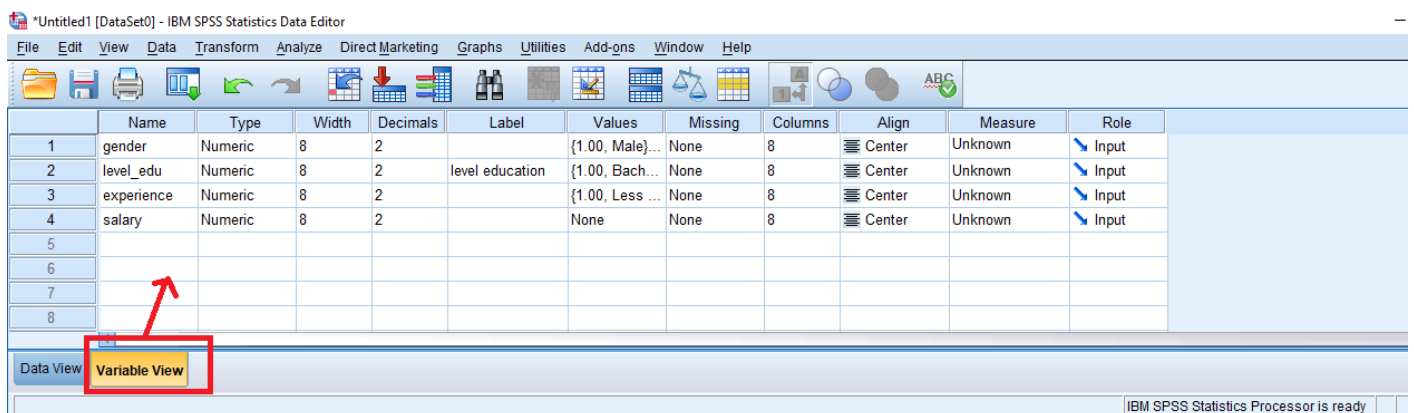 *Untitled1 [DataSet0] - IBM SPSS Statistics Data Editor
File Edit View Data Transform Analyze Direct Marketing Graphs Utilities Add-ons Window Help
A
1
ABC
Name Type Width Decimals Label Values Missing Columns Align Measure Role
1 gender Numeric 8 2 {1.00, Male}... None 8 Center Unknown Input
2 level_edu Numeric 8 2 level education {1.00, Bach... None 8 Center Unknown Input
3 experience Numeric 8 2 {1.00, Less ... None 8 Center Unknown Input
4 salary Numeric 8 2 None None 8 Center Unknown Input
5
6
7
8
Data View Variable View
IBM SPSS Statistics Processor is ready